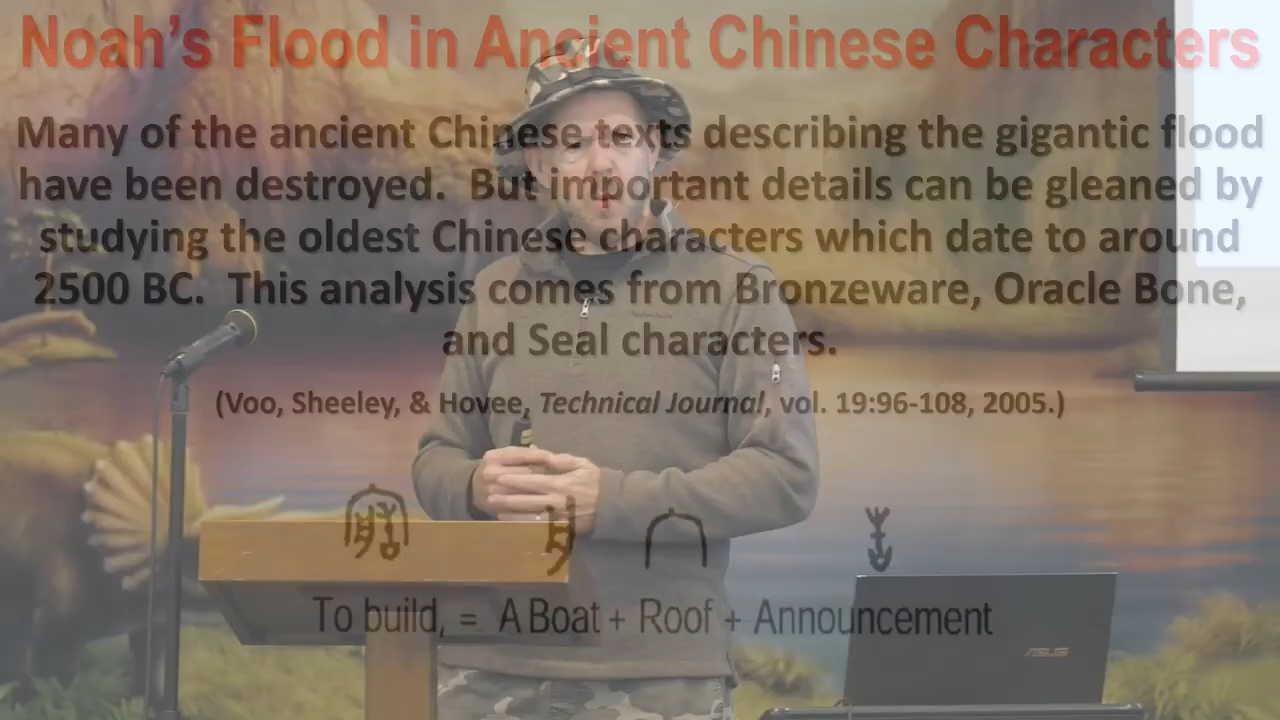 Noah's Flood in Ancient Chinese Characters
Many of the ancient Chinese texts describing the gigantic flood
have been destroyed. But important details can be gleaned by
studying the oldest Chinese characters which date to around
2500 BC. This analysis comes from Bronzeware, Oracle Bone,
and Seal characters.
(Voo, Sheeley, & Hovee, Technical Journal, vol. 19:96-108, 2005.)
To build, = A Boat + Roof + Announcement
ASUS